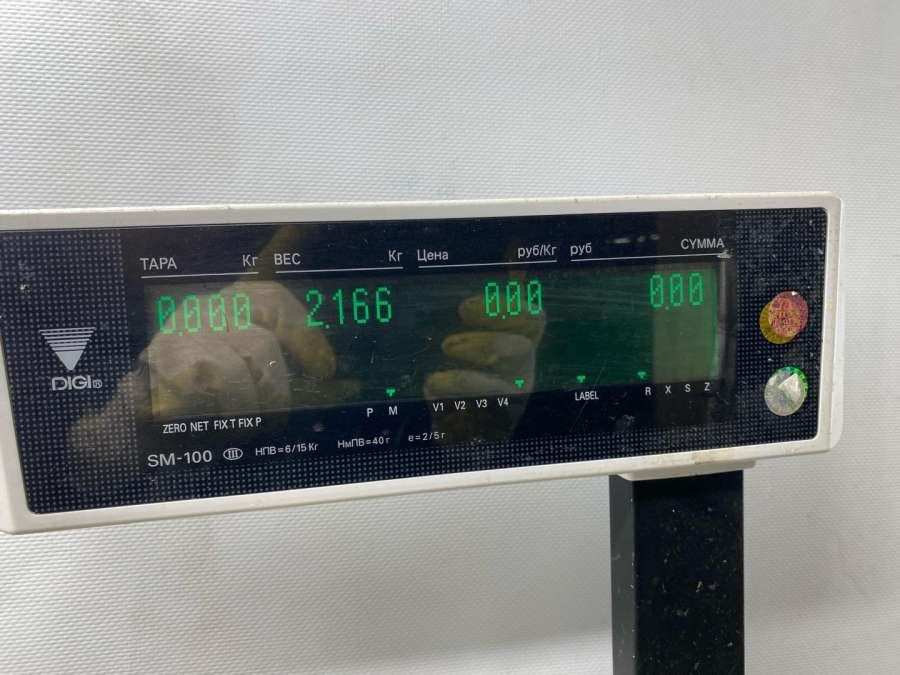 ТАРА Кг ВЕС Кг Цена руб/Кг руб СУММА
0.000 2.166 0.00 0.00
DIGI®
P M V1 V2 V3 V4 LABEL R X S Z
ZERO NET FIX T FIX P
SM-100 III НПВ=6/15 Кг НмПВ=40 г е=2/5 г